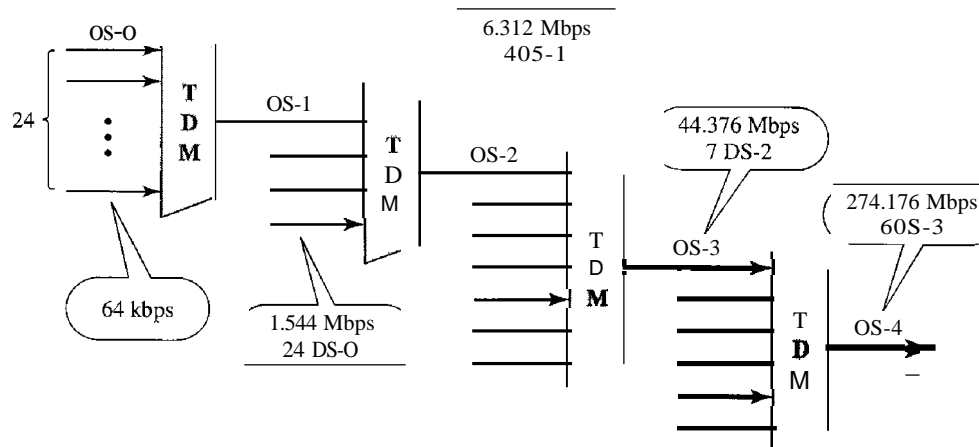 OS-O
6.312 Mbps
405-1
24
T
D
M
OS-1
T
D
M
OS-2
44.376 Mbps
7 DS-2
64 kbps
1.544 Mbps
24 DS-O
T
D
M
OS-3
274.176 Mbps
60S-3
T
D
M
OS-4